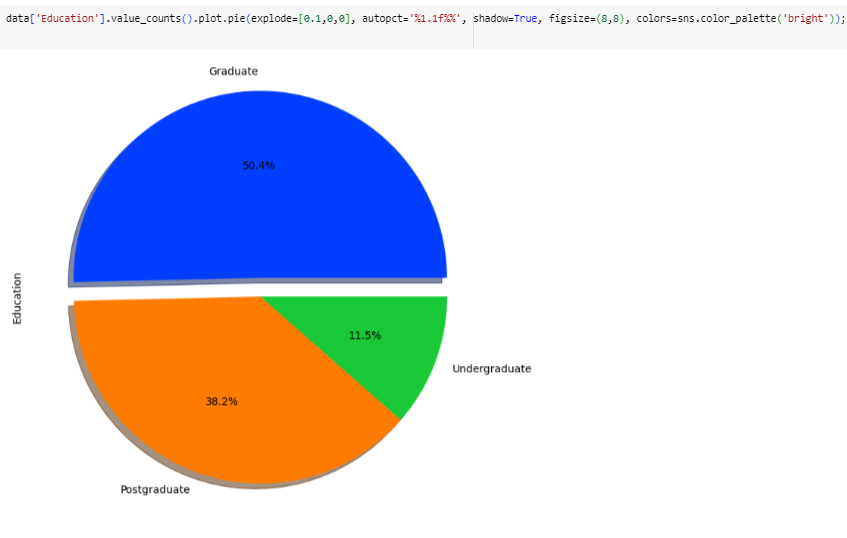 data['Education'].value_counts().plot.pie(explode=[0.1,0,0], autopct='%1.1f%%', shadow=True, figsize=(8,8), colors=sns.color_palette('bright'));
Graduate
50.4%
Education
11.5%
Undergraduate
38.2%
Postgraduate